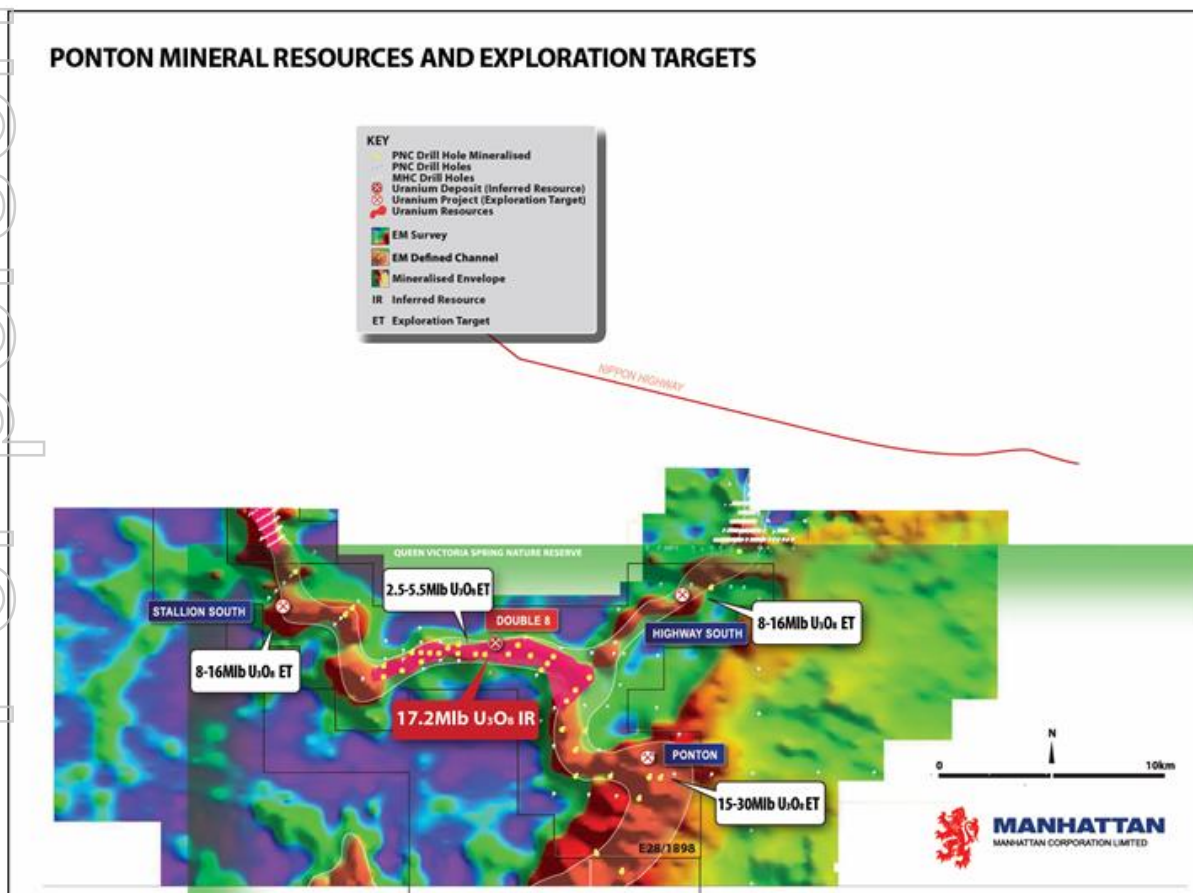 PONTON MINERAL RESOURCES AND EXPLORATION TARGETS
KEY
PNC Drill Hole Mineralised
PNC Drill Holes
MHC Drill Holes
Uranium Deposit (Inferred Resource)
Uranium Project (Exploration Target)
Uranium Resources
EM Survey
EM Defined Channel
Mineralised Envelope
IR Inferred Resource
ET Exploration Target
NIPPON HIGHWAY
QUEEN VICTORIA SPRING NATURE RESERVE
2.5-5.5Mlb U₃O₈ ET
STALLION SOUTH
DOUBLE 8
HIGHWAY SOUTH
8-16Mlb U₃O₈ ET
8-16Mlb U₃O₈ ET
17.2Mlb U₃O₈ IR
PONTON
15-30Mlb U₃O₈ ET
E28/1898
N
0 10km
MANHATTAN
MANHATTAN CORPORATION LIMITED